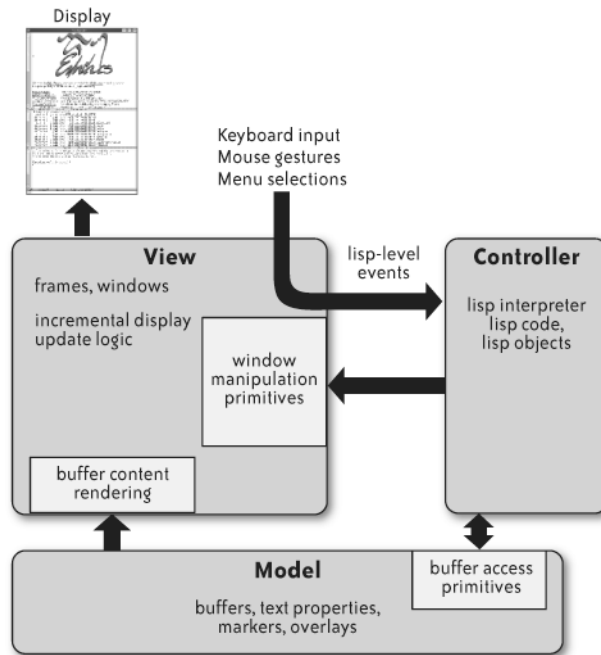 Display
Keyboard input
Mouse gestures
Menu selections
View
frames, windows
incremental display
update logic
window
manipulation
primitives
buffer content
rendering
lisp-level
events
Controller
lisp interpreter
lisp code,
lisp objects
Model
buffers, text properties,
markers, overlays
buffer access
primitives